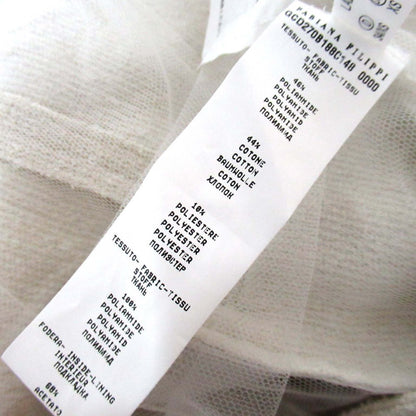 FABIANA FILIPPI
GCD270B186C148 0000
TESSUTO-FABRIC-TISSU
STOFF
ТКАНЬ
46%
POLIAMMIDE
POLYAMIDE
POLYAMID
POLYAMIDE
ПОЛИАМИД
44%
COTONE
COTTON
BAUMWOLLE
COTON
ХЛОПОК
10%
POLIESTERE
POLYESTER
POLYESTER
POLYESTER
ПОЛИЭСТЕР
TESSUTO-FABRIC-TISSU
STOFF
ТКАНЬ
100%
POLIAMMIDE
POLYAMIDE
POLYAMID
POLYAMIDE
ПОЛИАМИД
FODERA-INSIDE-LINING
INTERIEUR
ПОДКЛАДКА
68%
ACETATO